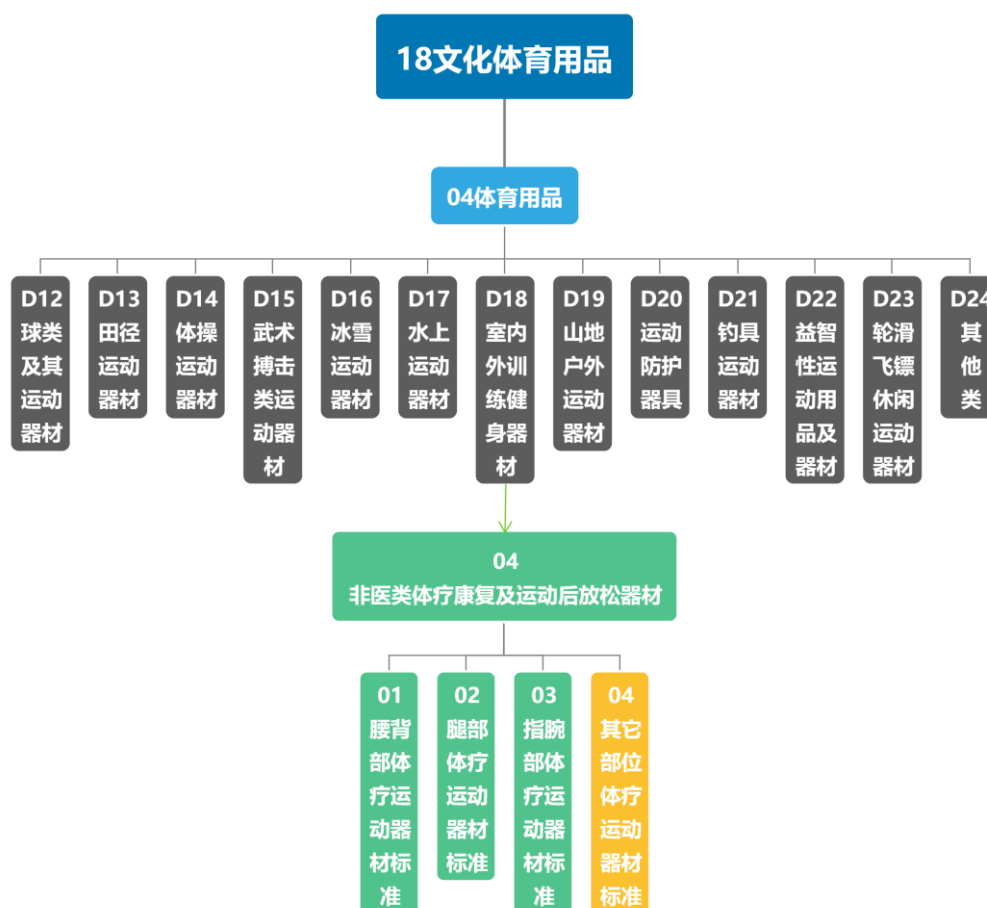 18文化体育用品
04体育用品
D12
球类
及其
运动
器材
D13
田径
运动
器材
D14
体操
运动
器材
D15
武术
搏击
类运
动器
材
D16
冰雪
运动
器材
D17
水上
运动
器材
D18
室内
外训
练健
身器
材
D19
山地
户外
运动
器材
D20
运动
防护
器具
D21
钓具
运动
器材
D22
益智
性运
动用
品及
器材
D23
轮滑
飞镖
休闲
运动
器材
D24
其
他
类
04
非医类体疗康复及运动后放松器材
01
腰背
部体
疗运
动器
材标
准
02
腿部
体疗
运动
器材
标准
03
指腕
部体
疗运
动器
材标
准
04
其它
部位
体疗
运动
器材
标准